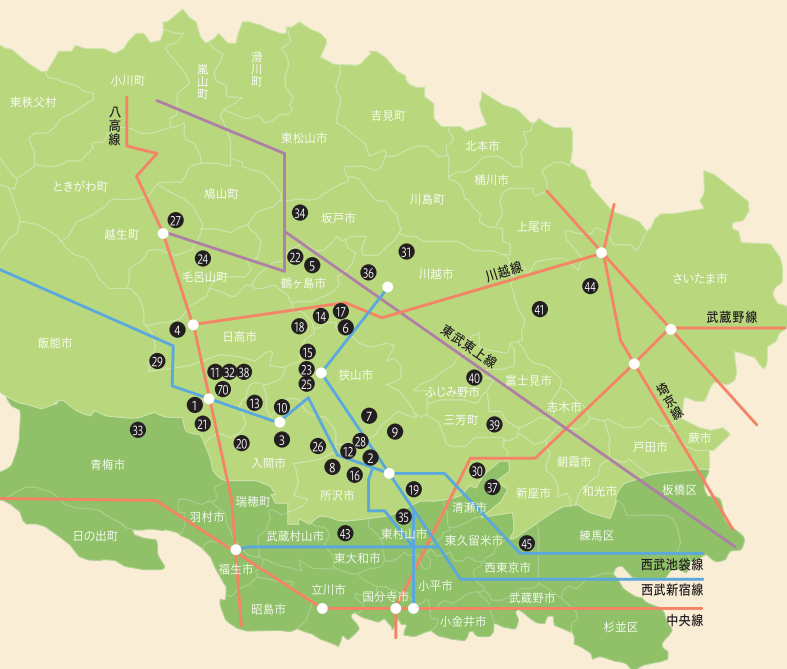 小川町
嵐山町
滑川町
東秩父村
八高線
吉見町
東松山市
北本市
桶川市
ときがわ町
鳩山町
川島町
34
27
坂戸市
上尾市
越生町
31
24
22
5
36
川越市
川越線
毛呂山町
鶴ヶ島市
44
さいたま市
41
17
14
18
6
4
武蔵野線
日高市
飯能市
東武東上線
29
15
23
25
11
32
38
狭山市
40
富士見市
70
ふじみ野市
埼京線
1
13
10
志木市
21
7
三芳町
39
33
3
9
28
蕨市
20
26
12
戸田市
青梅市
入間市
8
2
16
30
朝霞市
37
19
新座市
和光市
板橋区
所沢市
瑞穂町
清瀬市
羽村市
35
日の出町
武蔵村山市
43
東村山市
東久留米市
45
練馬区
東大和市
福生市
西東京市
西武池袋線
立川市
小平市
西武新宿線
国分寺市
武蔵野市
昭島市
小金井市
杉並区
中央線